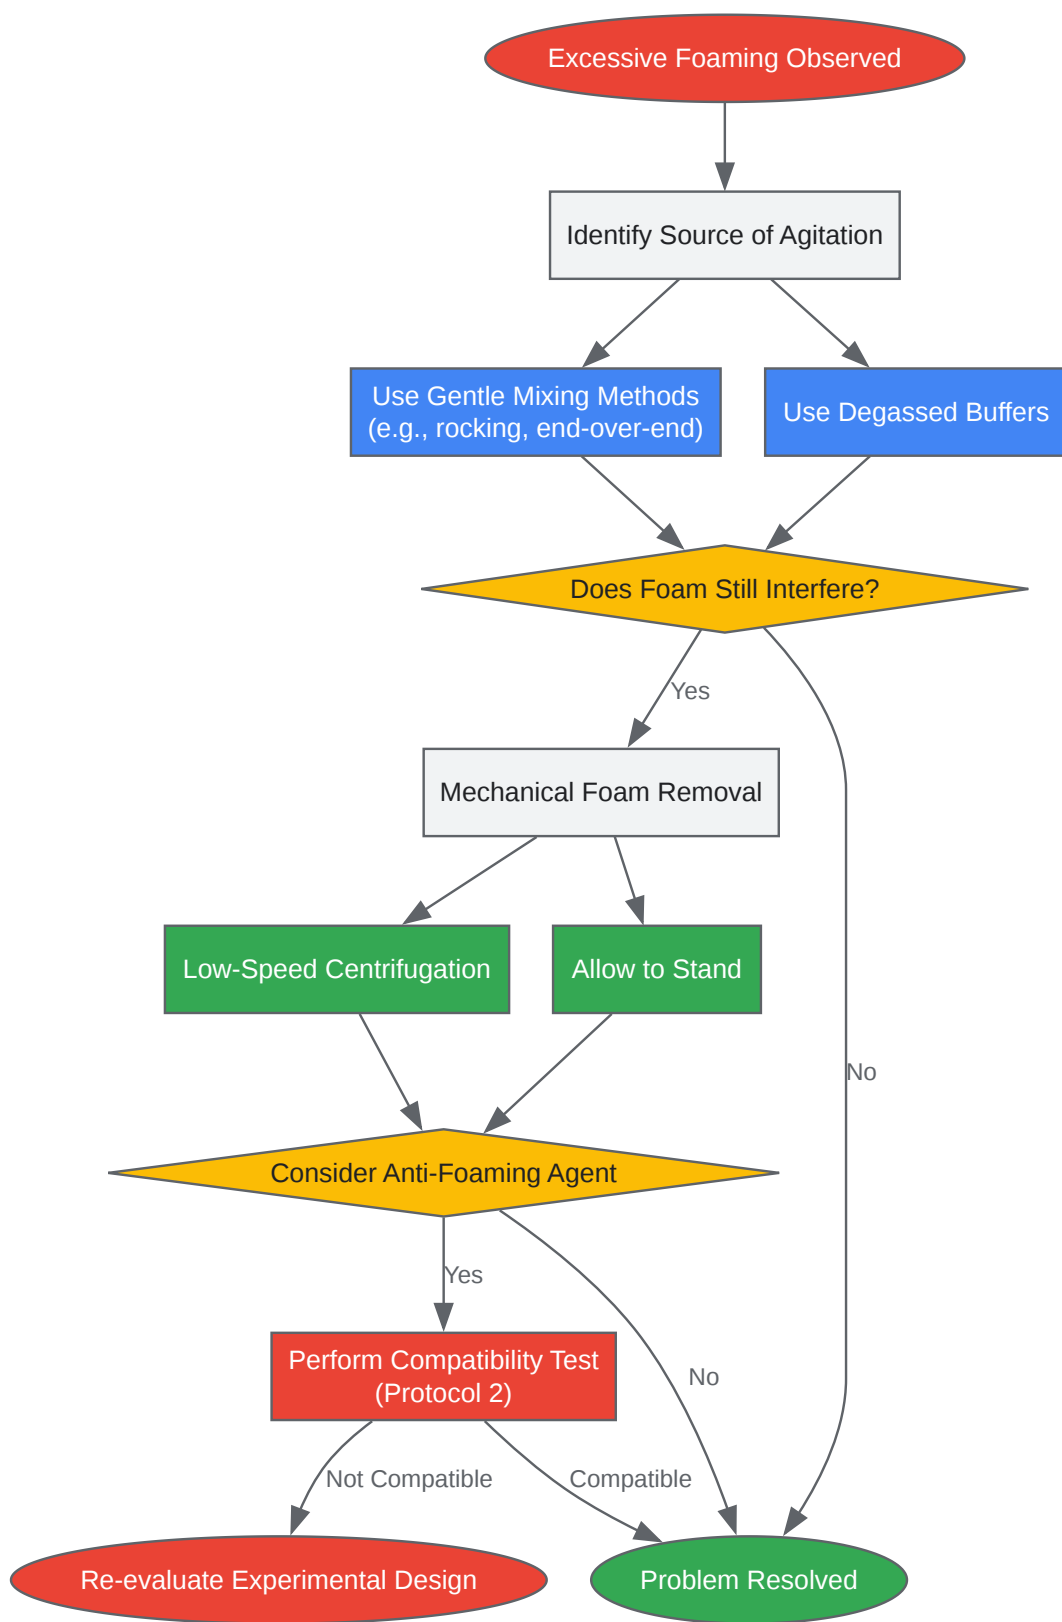 Excessive Foaming Observed
Identify Source of Agitation
Use Gentle Mixing Methods
(e.g., rocking, end-over-end)
Use Degassed Buffers
Does Foam Still Interfere?
Yes
Mechanical Foam Removal
Low-Speed Centrifugation
Allow to Stand
No
Consider Anti-Foaming Agent
Yes
Perform Compatibility Test
(Protocol 2)
No
Not Compatible
Compatible
Re-evaluate Experimental Design
Problem Resolved